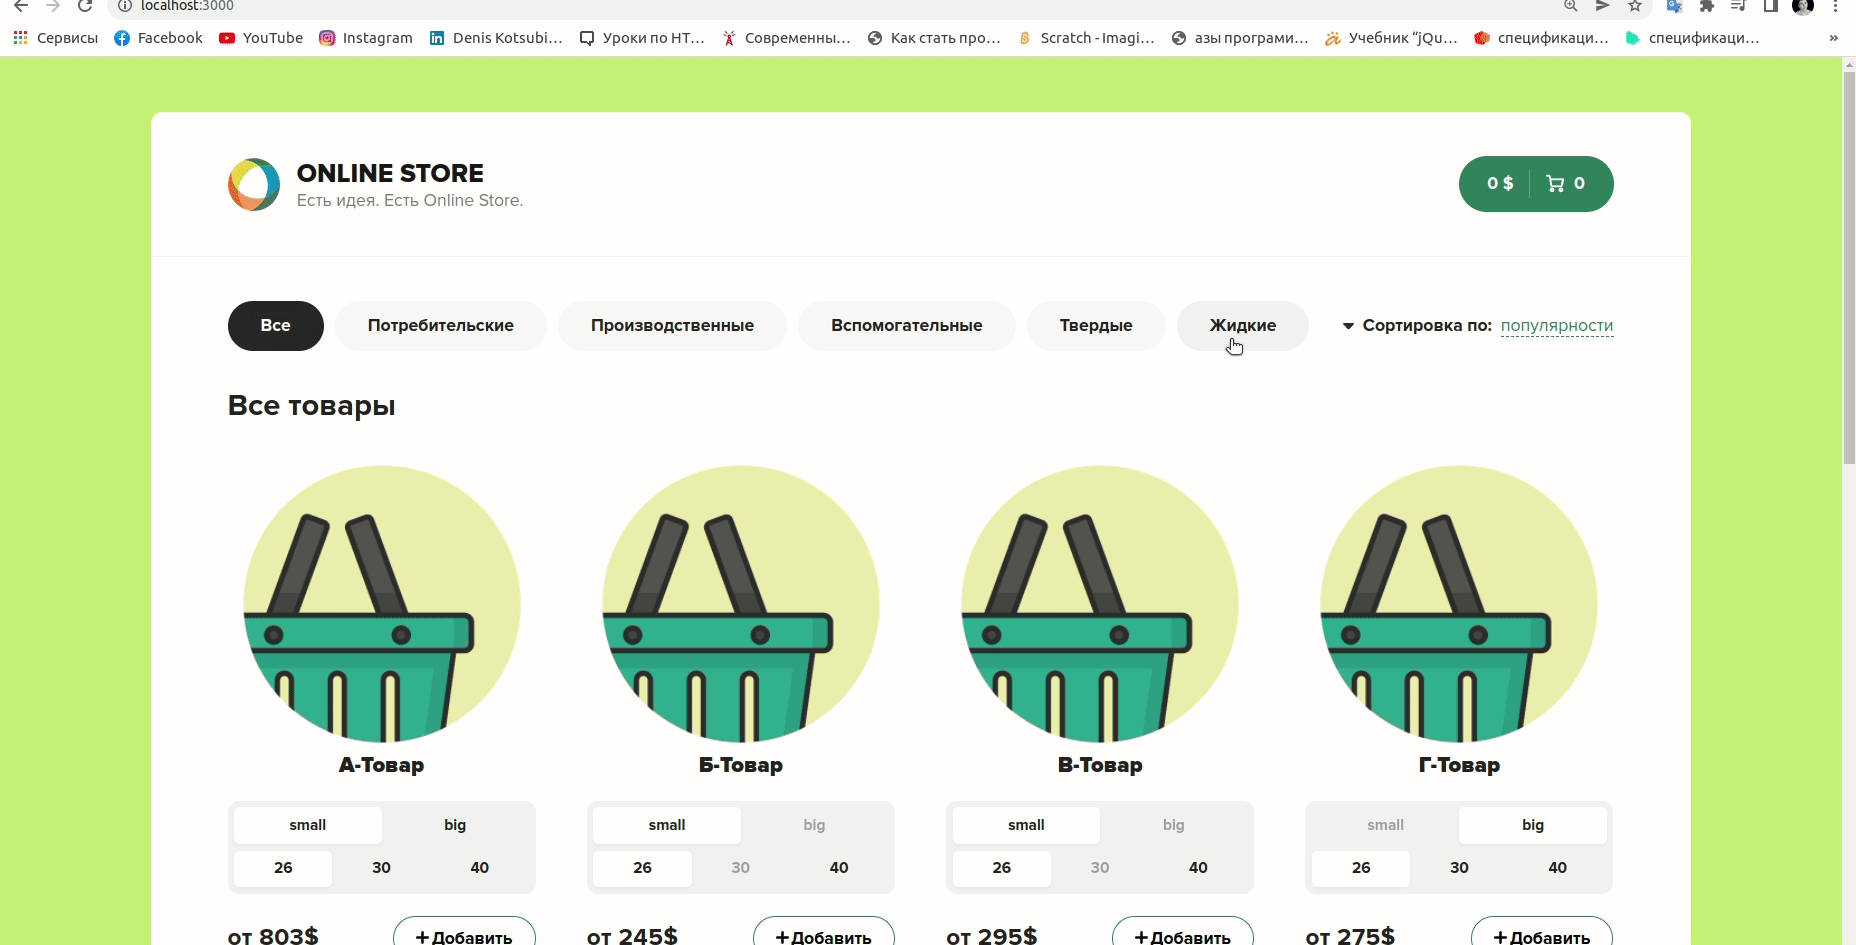 localhost:3000
Сервисы Facebook YouTube Instagram Denis Kotsubi... Уроки по HT... Современны... Как стать про... Scratch - Imagi... азы програми... Учебник "jQu... спецификаци... спецификаци... »
ONLINE STORE
Есть идея. Есть Online Store.
0 $ 0
Все Потребительские Производственные Вспомогательные Твердые Жидкие Сортировка по: популярности
Все товары
А-Товар Б-Товар В-Товар Г-Товар
small big small big small big small big
26 30 40 26 30 40 26 30 40 26 30 40
от 803$ +Добавить от 245$ +Добавить от 295$ +Добавить от 275$ +Добавить